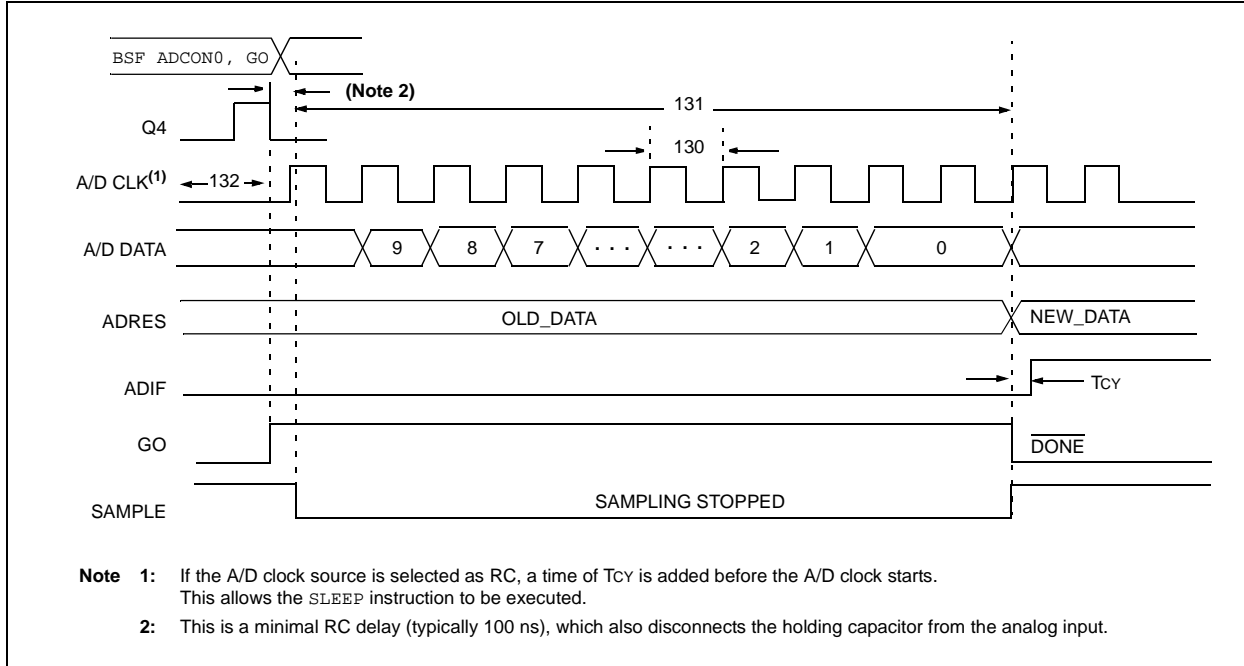 BSF ADCON0, GO
(Note 2)
131
Q4
130
A/D CLK(1)
132
A/D DATA
9 8 7 . . . . . . 2 1 0
ADRES
OLD_DATA
NEW_DATA
ADIF
TCY
GO
DONE
SAMPLE
SAMPLING STOPPED
Note 1: If the A/D clock source is selected as RC, a time of TCY is added before the A/D clock starts.
This allows the SLEEP instruction to be executed.
2: This is a minimal RC delay (typically 100 ns), which also disconnects the holding capacitor from the analog input.